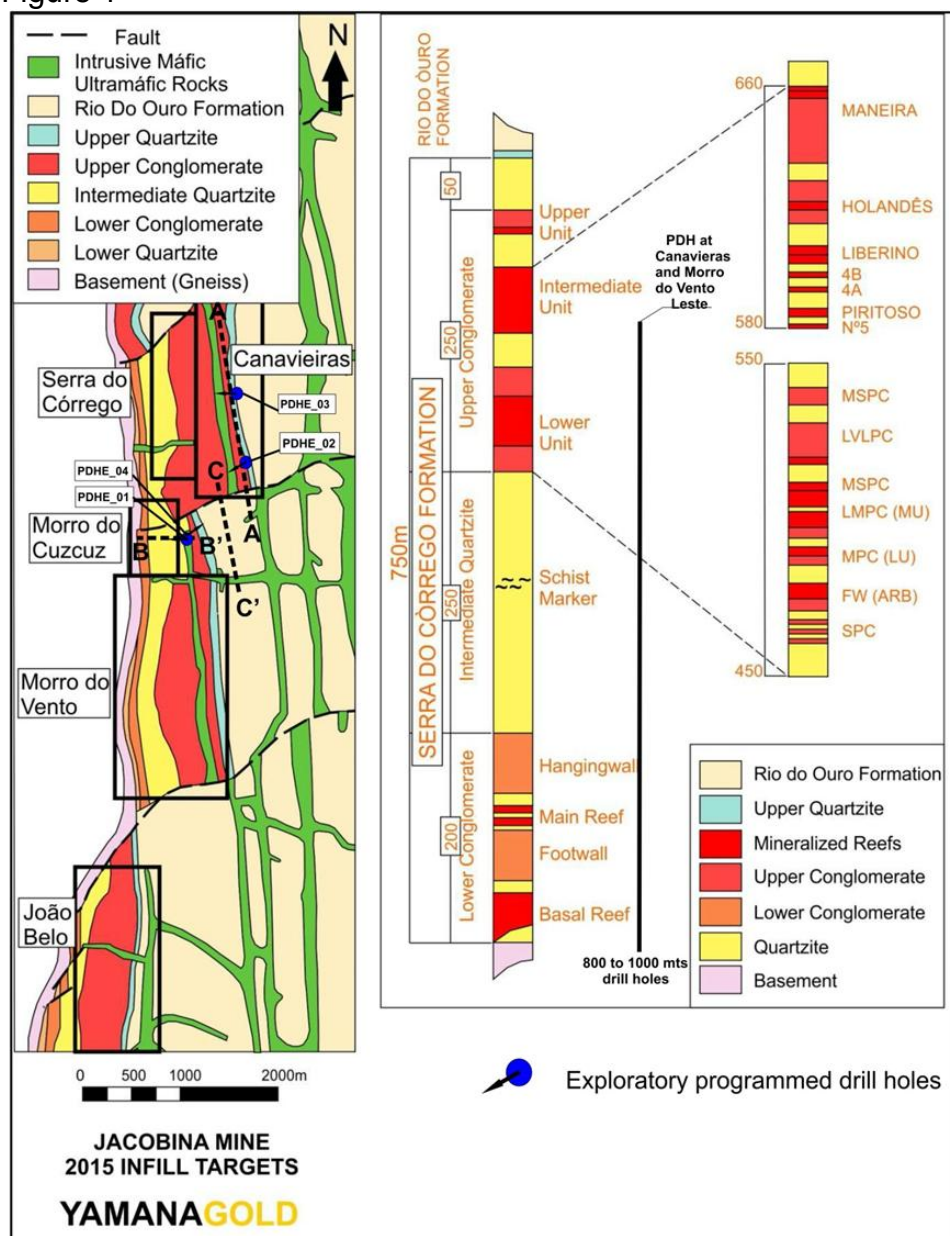 Figure 1
Fault
Intrusive Máfic
Ultramáfic Rocks
Rio Do Ouro Formation
Upper Quartzite
Upper Conglomerate
Intermediate Quartzite
Lower Conglomerate
Lower Quartzite
Basement (Gneiss)
N
A
Canavieiras
Serra do
Córrego
PDHE_03
PDHE_02
PDHE_04
PDHE_01
C
Morro do
Cuzcuz
B
B'
A
C'
Morro do
Vento
João
Belo
0 500 1000 2000m
JACOBINA MINE
2015 INFILL TARGETS
YAMANAGOLD
RIO DO ÒURO
FORMATION
50
250
250
200
750m
SERRA DO CÒRREGO FORMATION
Upper Conglomerate
Intermediate Quartzite
Lower Conglomerate
Upper
Unit
Intermediate
Unit
Lower
Unit
Schist
Marker
Hangingwall
Main Reef
Footwall
Basal Reef
PDH at
Canavieras
and Morro
do Vento
Leste
800 to 1000 mts
drill holes
660
MANEIRA
HOLANDÊS
LIBERINO
4B
4A
PIRITOSO
Nº5
580
550
MSPC
LVLPC
MSPC
LMPC (MU)
MPC (LU)
FW (ARB)
SPC
450
Rio do Ouro Formation
Upper Quartzite
Mineralized Reefs
Upper Conglomerate
Lower Conglomerate
Quartzite
Basement
Exploratory programmed drill holes